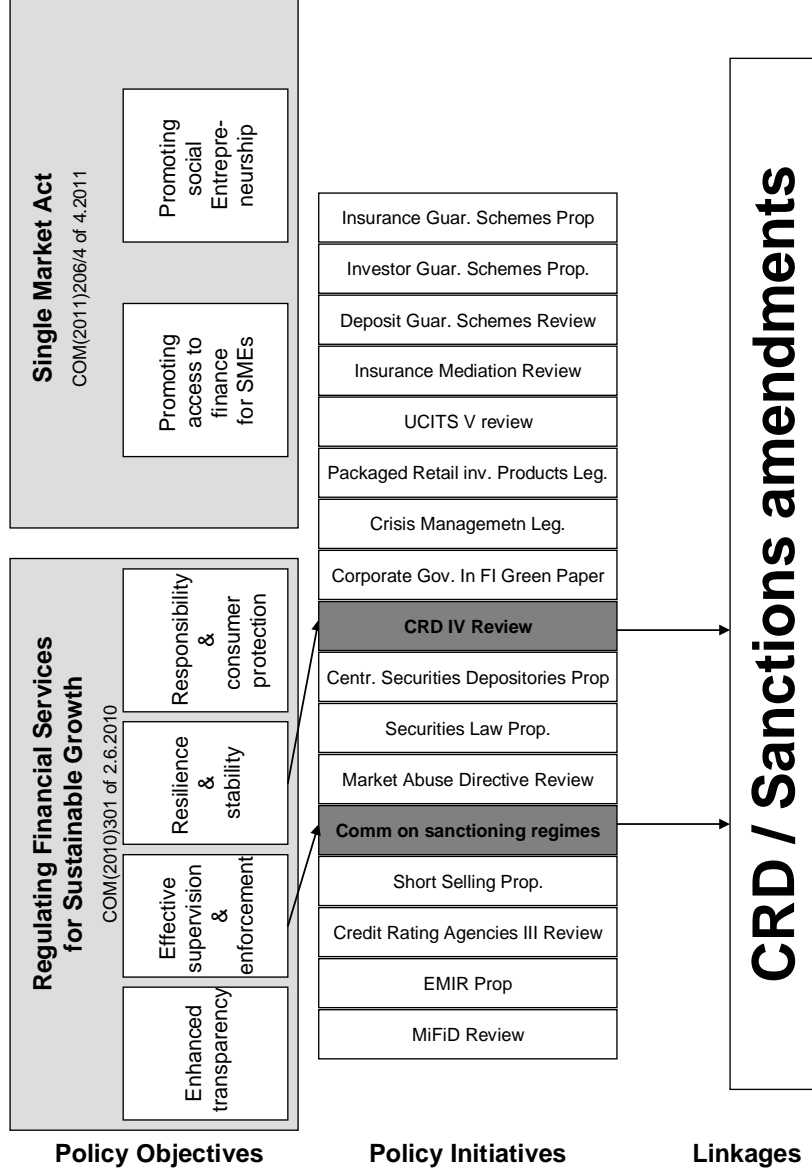 Single Market Act
COM(2011)206/4 of 4.2011
Promoting
social
Entrepre-
neurship
Promoting
access to
finance
for SMEs
Regulating Financial Services
for Sustainable Growth
COM(2010)301 of 2.6.2010
Responsibility
&
consumer
protection
Resilience
&
stability
Effective
supervision
&
enforcement
Enhanced
transparency
Insurance Guar. Schemes Prop
Investor Guar. Schemes Prop.
Deposit Guar. Schemes Review
Insurance Mediation Review
UCITS V review
Packaged Retail inv. Products Leg.
Crisis Managemetn Leg.
Corporate Gov. In FI Green Paper
CRD IV Review
Centr. Securities Depositories Prop
Securities Law Prop.
Market Abuse Directive Review
Comm on sanctioning regimes
Short Selling Prop.
Credit Rating Agencies III Review
EMIR Prop
MiFiD Review
CRD / Sanctions amendments
Policy Objectives
Policy Initiatives
Linkages